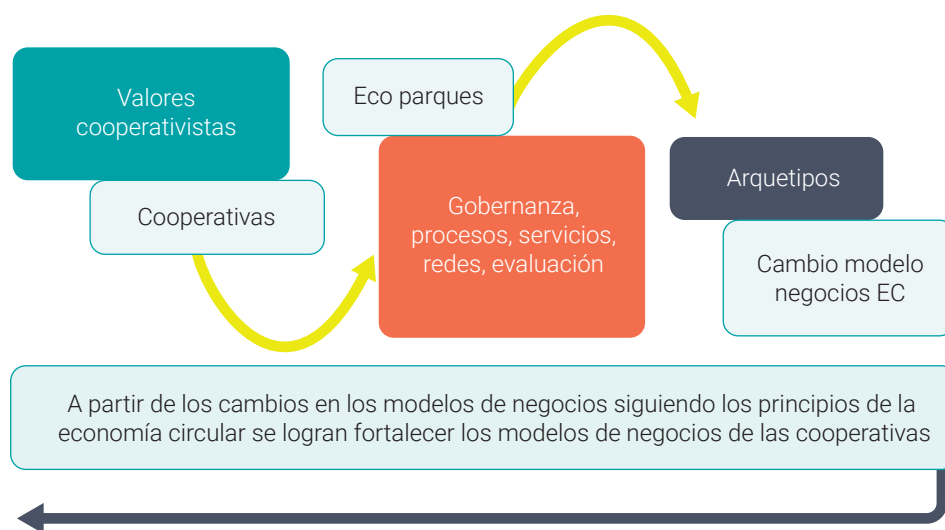 Valores
cooperativistas
Cooperativas
Eco parques
Gobernanza,
procesos, servicios,
redes, evaluación
Arquetipos
Cambio modelo
negocios EC
A partir de los cambios en los modelos de negocios siguiendo los principios de la
economía circular se logran fortalecer los modelos de negocios de las cooperativas